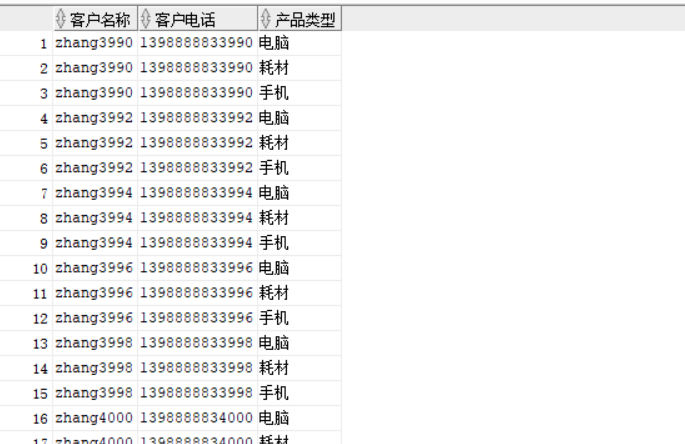 客户名称 客户电话 产品类型
1 zhang3990 1398888833990 电脑
2 zhang3990 1398888833990 耗材
3 zhang3990 1398888833990 手机
4 zhang3992 1398888833992 电脑
5 zhang3992 1398888833992 耗材
6 zhang3992 1398888833992 手机
7 zhang3994 1398888833994 电脑
8 zhang3994 1398888833994 耗材
9 zhang3994 1398888833994 手机
10 zhang3996 1398888833996 电脑
11 zhang3996 1398888833996 耗材
12 zhang3996 1398888833996 手机
13 zhang3998 1398888833998 电脑
14 zhang3998 1398888833998 耗材
15 zhang3998 1398888833998 手机
16 zhang4000 1398888834000 电脑
17 zhang4000 1398888834000 耗材